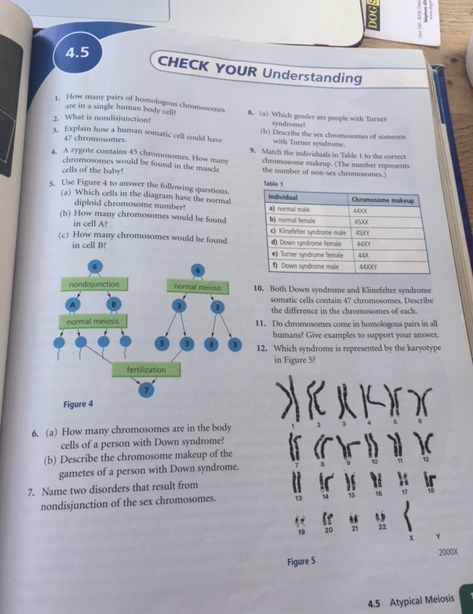 DOGS
4.5
CHECK YOUR Understanding
1. How many pairs of homologous chromosomes
are in a single human body cell?
2. What is nondisjunction?
3. Explain how a human somatic cell could have
47 chromosomes.
4. A zygote contains 45 chromosomes. How many
chromosomes would be found in the muscle
cells of the baby?
5. Use Figure 4 to answer the following questions.
(a) Which cells in the diagram have the normal
diploid chromosome number?
(b) How many chromosomes would be found
in cell A?
(c) How many chromosomes would be found
in cell B?
6
6
nondisjunction
normal meiosis
A
B
3
3
normal meiosis
3
3
3
3
fertilization
7
Figure 4
6. (a) How many chromosomes are in the body
cells of a person with Down syndrome?
(b) Describe the chromosome makeup of the
gametes of a person with Down syndrome.
7. Name two disorders that result from
nondisjunction of the sex chromosomes.
8. (a) Which gender are people with Turner
syndrome?
(b) Describe the sex chromosomes of someone
with Turner syndrome.
9. Match the individuals in Table 1 to the correct
chromosome makeup. (The number represents
the number of non-sex chromosomes.)
Table 1
Individual Chromosome makeup
a) normal male 44XX
b) normal female 45XX
c) Klinefelter syndrome male 45XY
d) Down syndrome female 44XY
e) Turner syndrome female 44X
f) Down syndrome male 44XXY
10. Both Down syndrome and Klinefelter syndrome
somatic cells contain 47 chromosomes. Describe
the difference in the chromosomes of each.
11. Do chromosomes come in homologous pairs in all
humans? Give examples to support your answer.
12. Which syndrome is represented by the karyotype
in Figure 5?
1 2 3 4 5 6
7 8 9 10 11 12
13 14 15 16 17 18
19 20 21 22 X Y
2000X
Figure 5
4.5 Atypical Meiosis